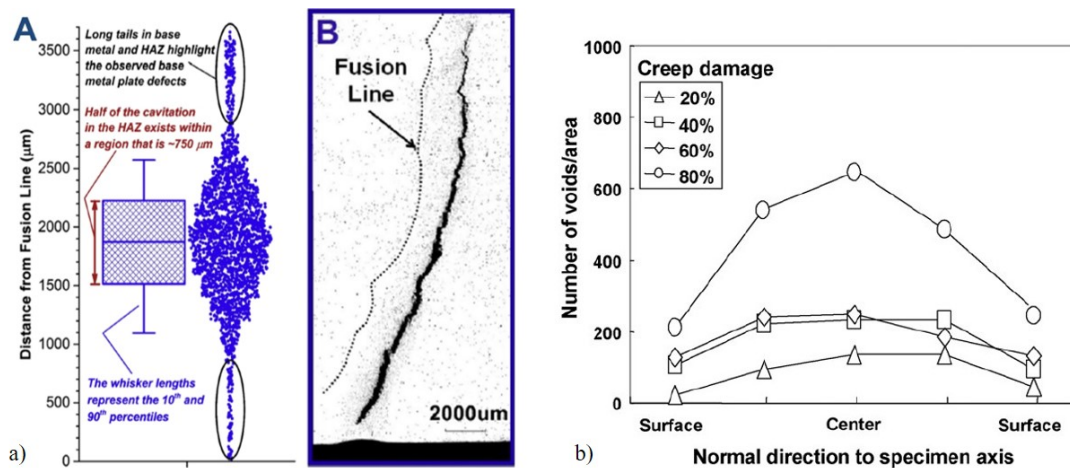 A
Distance from Fusion Line (μm)
3500
3000
2500
2000
1500
1000
500
0
Long tails in base
metal and HAZ highlight
the observed base
metal plate defects
Half of the cavitation
in the HAZ exists within
a region that is ~750 μm
The whisker lengths
represent the 10th and
90th percentiles
a)
B
Fusion
Line
2000um
Number of voids/area
1000
800
600
400
200
0
Creep damage
20%
40%
60%
80%
Surface
Center
Surface
Normal direction to specimen axis
b)